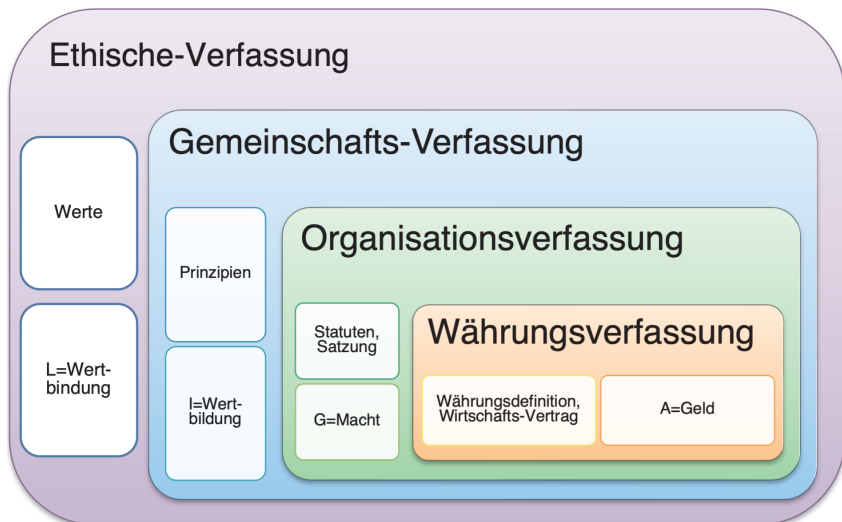 Ethische-Verfassung
Gemeinschafts-Verfassung
Werte
Prinzipien
Organisationsverfassung
L=Wert-
bindung
I=Wert-
bildung
Statuten,
Satzung
G=Macht
Währungsverfassung
Währungsdefinition,
Wirtschafts-Vertrag
A=Geld